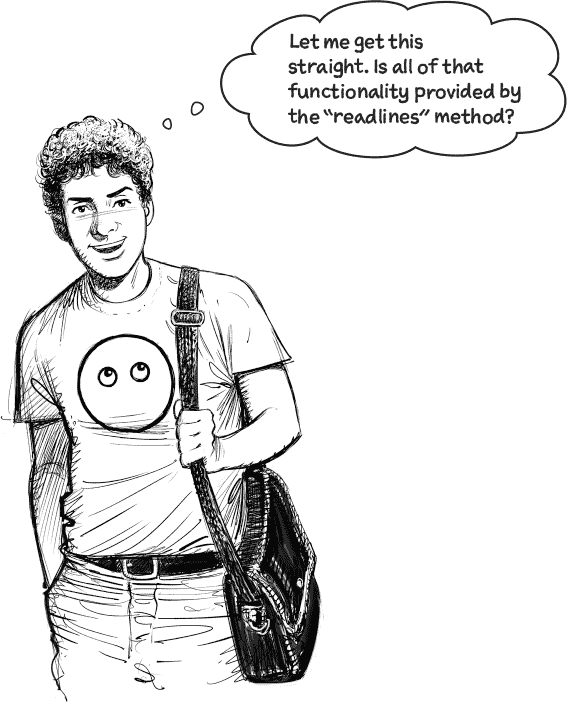 Let me get this
straight. Is all of that
functionality provided by
the “readlines” method?